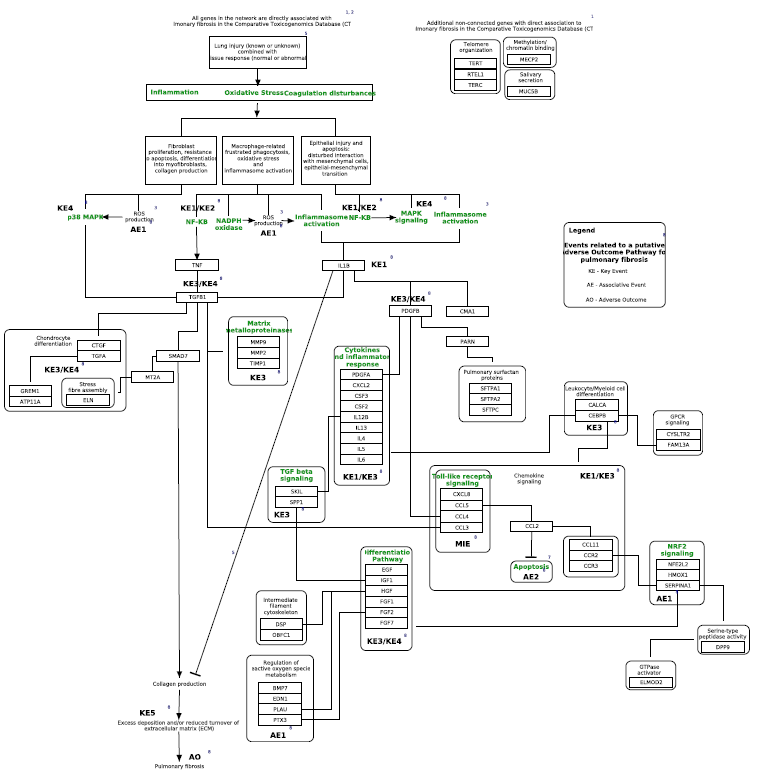 All genes in the network are directly associated with
lmonary fibrosis in the Comparative Toxicogenomics Database (CT
1, 2
Additional non-connected genes with direct association to
lmonary fibrosis in the Comparative Toxicogenomics Database (CT
1
Lung injury (known or unknown)
combined with
issue response (normal or abnormal
Telomore
organization
TERT
RTEL1
TERC
Methylation/
chromatin binding
MECP2
Salivary
secretion
MUC5B
Inflammation
Oxidative Stress
Coagulation disturbances
Fibroblast
proliferation, resistance
o apoptosis, differentiation
into myofibroblasts,
collagen production
Macrophage-related
frustrated phagocytosis,
oxidative stress
and
inflammasome activation
Epithelial injury and
apoptosis:
disturbed interaction
with mesenchymal cells,
epithelial-mesenchymal
transition
KE4
p38 MAPK
ROS
production
AE1
KE1/KE2
NF-KB
NADPH
oxidase
ROS
production
AE1
Inflammasome
activation
KE1/KE2
NF-KB
KE4
MAPK
signaling
Inflammasome
activation
Legend
Events related to a putative
dverse Outcome Pathway fo
pulmonary fibrosis
KE - Key Event
AE - Associative Event
AO - Adverse Outcome
TNF
IL1B
KE1
KE3/KE4
TGFB1
KE3/KE4
PDGFB
CMA1
PARN
Chondrocyte
differentiation
CTGF
TGFA
KE3/KE4
GREM1
ATP11A
Stress
fibre assembly
ELN
SMAD7
MT2A
Matrix
etalloproteinases
MMP9
MMP2
TIMP1
KE3
Cytokines
nd inflammator
response
PDGFA
CXCL2
CSF3
CSF2
IL12B
IL13
IL4
IL5
IL6
KE1/KE3
Pulmonary surfactan
proteins
SFTPA1
SFTPA2
SFTPC
Leukocyte/Myeloid cell
differentiation
CALCA
CEBPB
KE3
GPCR
signaling
CYSLTR2
FAM13A
TGF beta
signaling
SKIL
SPP1
KE3
Toll-like recepto
signaling
CXCL8
CCL5
CCL4
CCL3
MIE
Chemokine
signaling
KE1/KE3
CCL2
Apoptosis
AE2
CCL11
CCR2
CCR3
NRF2
signaling
NFE2L2
HMOX1
SERPINA1
AE1
Serine-type
peptidase activity
DPP9
GTPase
activator
ELMOD2
ifferentiatio
Pathway
EGF
IGF1
HGF
FGF1
FGF2
FGF7
KE3/KE4
Intermediate
filament
cytoskeleton
DSP
OBFC1
Regulation of
eactive oxygen specie
metabolism
BMP7
EDN1
PLAU
PTX3
AE1
Collagen production
KE5
Excess deposition and/or reduced turnover of
extracellular matrix (ECM)
AO
Pulmonary fibrosis